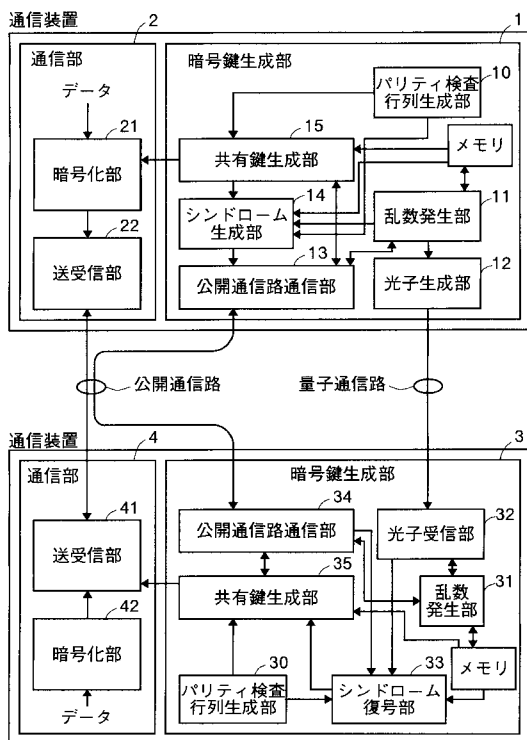 通信装置
2
1
通信部
暗号鍵生成部
データ
10
パリティ検査
行列生成部
21
15
暗号化部
共有鍵生成部
メモリ
14
11
シンドローム
生成部
乱数発生部
22
13
12
送受信部
公開通信路通信部
光子生成部
公開通信路
量子通信路
通信装置
4
3
通信部
暗号鍵生成部
41
34
32
送受信部
公開通信路通信部
光子受信部
35
31
共有鍵生成部
乱数
発生部
42
暗号化部
30
33
メモリ
パリティ検査
行列生成部
シンドローム
復号部
データ